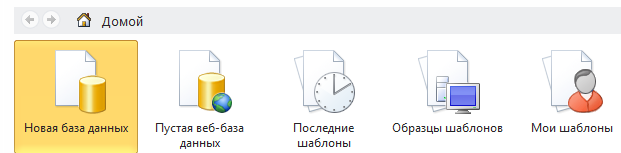 Домой
Новая база данных
Пустая веб-база
данных
Последние
шаблоны
Образцы шаблонов
Мои шаблоны